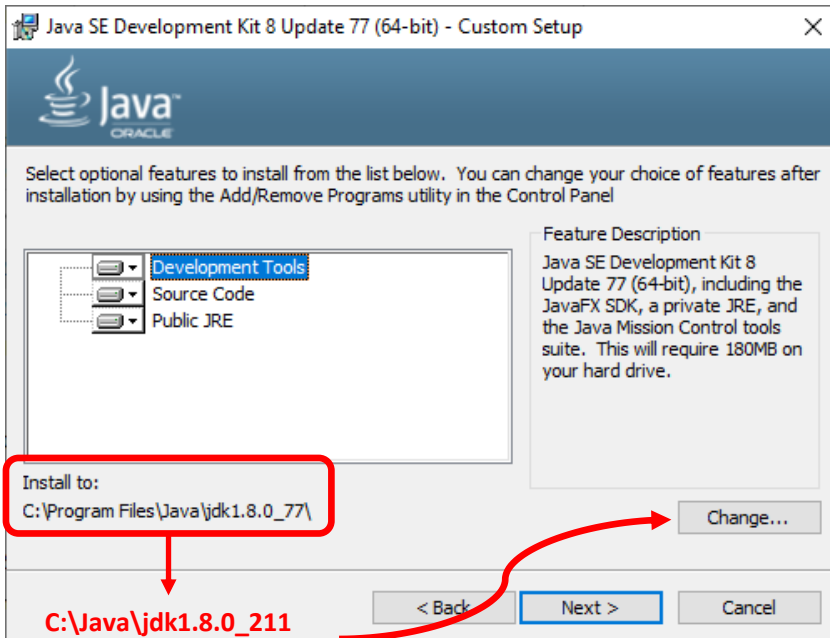 Java SE Development Kit 8 Update 77 (64-bit) - Custom Setup
Java™
ORACLE
Select optional features to install from the list below. You can change your choice of features after
installation by using the Add/Remove Programs utility in the Control Panel
Development Tools
Source Code
Public JRE
Feature Description
Java SE Development Kit 8
Update 77 (64-bit), including the
JavaFX SDK, a private JRE, and
the Java Mission Control tools
suite. This will require 180MB on
your hard drive.
Install to:
C:\Program Files\Java\jdk1.8.0_77\
Change...
C:\Java\jdk1.8.0_211
< Back
Next >
Cancel